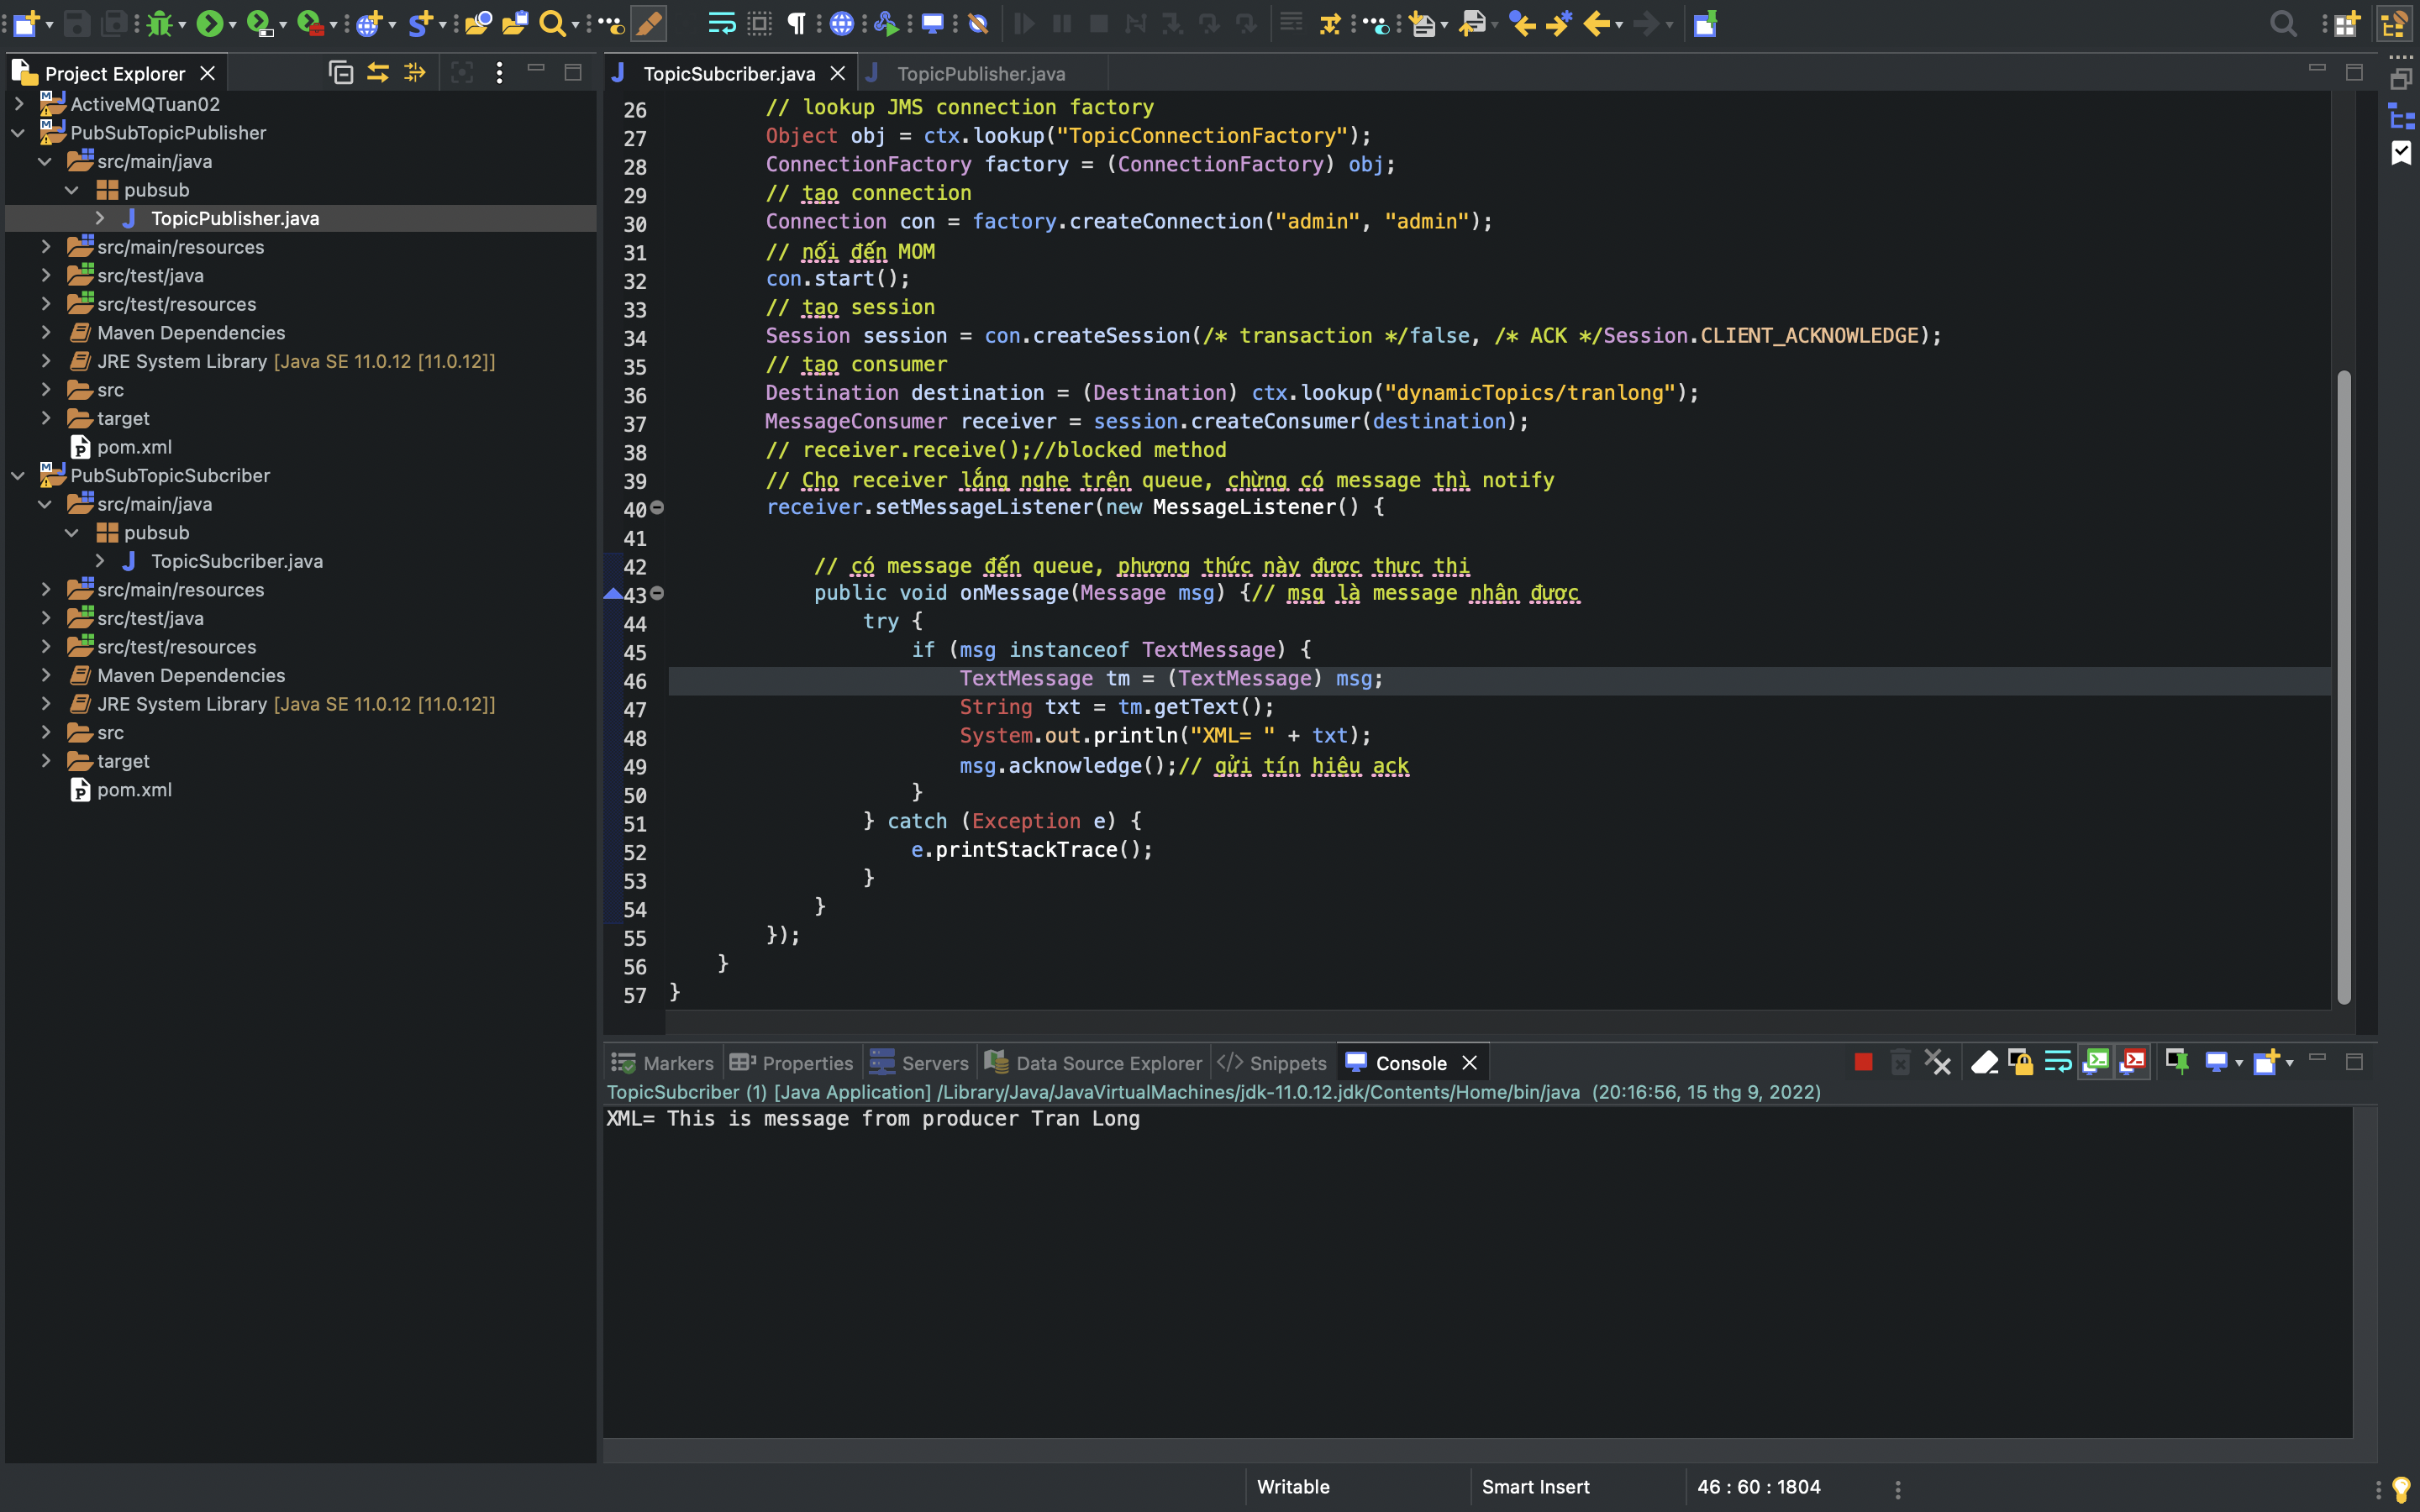 Project Explorer
ActiveMQTuan02
PubSubTopicPublisher
src/main/java
pubsub
TopicPublisher.java
src/main/resources
src/test/java
src/test/resources
Maven Dependencies
JRE System Library [Java SE 11.0.12 [11.0.12]]
src
target
pom.xml
PubSubTopicSubcriber
src/main/java
pubsub
TopicSubcriber.java
src/main/resources
src/test/java
src/test/resources
Maven Dependencies
JRE System Library [Java SE 11.0.12 [11.0.12]]
src
target
pom.xml
TopicSubcriber.java TopicPublisher.java
26 // lookup JMS connection factory
27 Object obj = ctx.lookup("TopicConnectionFactory");
28 ConnectionFactory factory = (ConnectionFactory) obj;
29 // tạo connection
30 Connection con = factory.createConnection("admin", "admin");
31 // nối đến MOM
32 con.start();
33 // tạo session
34 Session session = con.createSession(/* transaction */false, /* ACK */Session.CLIENT_ACKNOWLEDGE);
35 // tạo consumer
36 Destination destination = (Destination) ctx.lookup("dynamicTopics/tranlong");
37 MessageConsumer receiver = session.createConsumer(destination);
38 // receiver.receive();//blocked method
39 // Cho receiver lắng nghe trên queue, chừng có message thì notify
40 receiver.setMessageListener(new MessageListener() {
41
42 // có message đến queue, phương thức này được thực thi
43 public void onMessage(Message msg) {// msg là message nhận được
44 try {
45 if (msg instanceof TextMessage) {
46 TextMessage tm = (TextMessage) msg;
47 String txt = tm.getText();
48 System.out.println("XML= " + txt);
49 msg.acknowledge();// gửi tín hiệu ack
50 }
51 } catch (Exception e) {
52 e.printStackTrace();
53 }
54 }
55 });
56 }
57 }
Markers Properties Servers Data Source Explorer Snippets Console
TopicSubcriber (1) [Java Application] /Library/Java/JavaVirtualMachines/jdk-11.0.12.jdk/Contents/Home/bin/java (20:16:56, 15 thg 9, 2022)
XML= This is message from producer Tran Long
Writable Smart Insert 46 : 60 : 1804